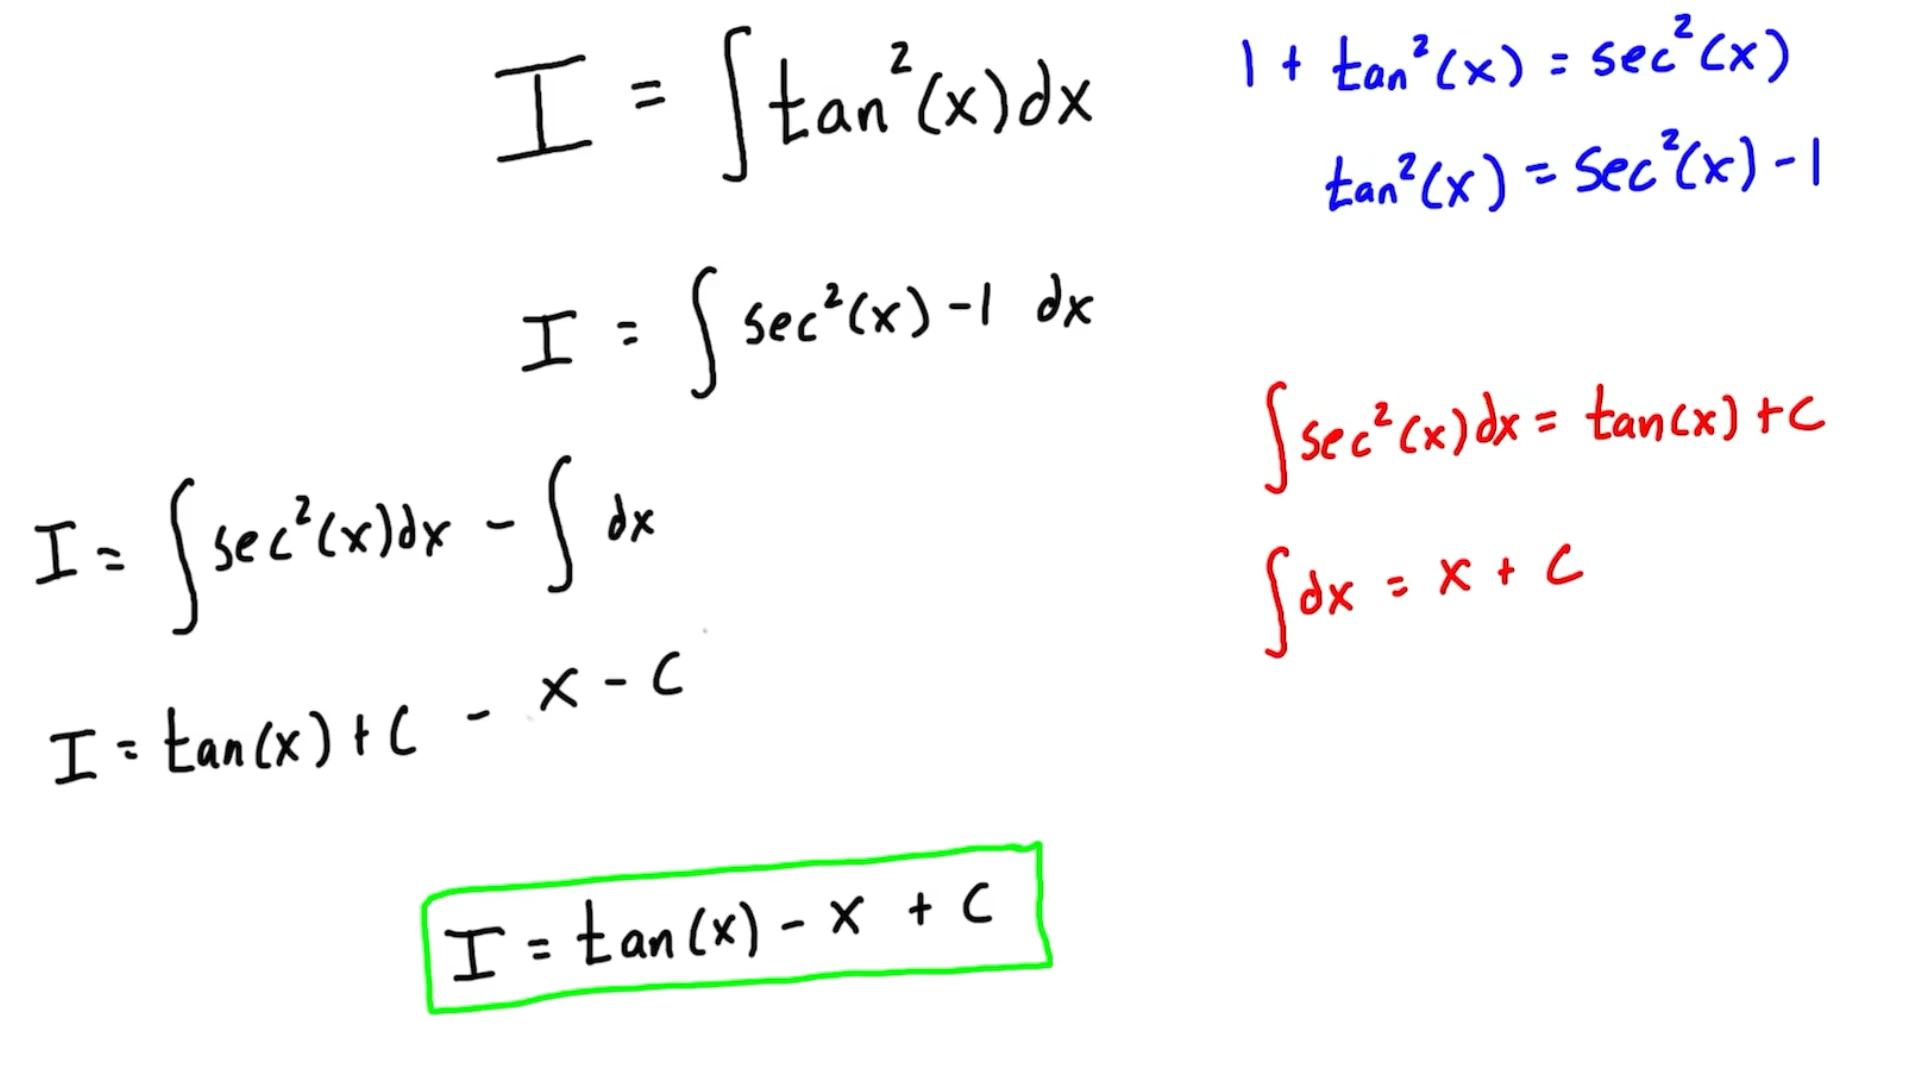 I = ∫tan²(x)dx
1 + tan²(x) = sec²(x)
tan²(x) = sec²(x) - 1
I = ∫ sec²(x) - 1 dx
∫sec²(x)dx = tan(x) + C
I = ∫sec²(x)dx - ∫ dx
∫dx = x + C
I = tan(x) + C - x - C
I = tan(x) - x + C